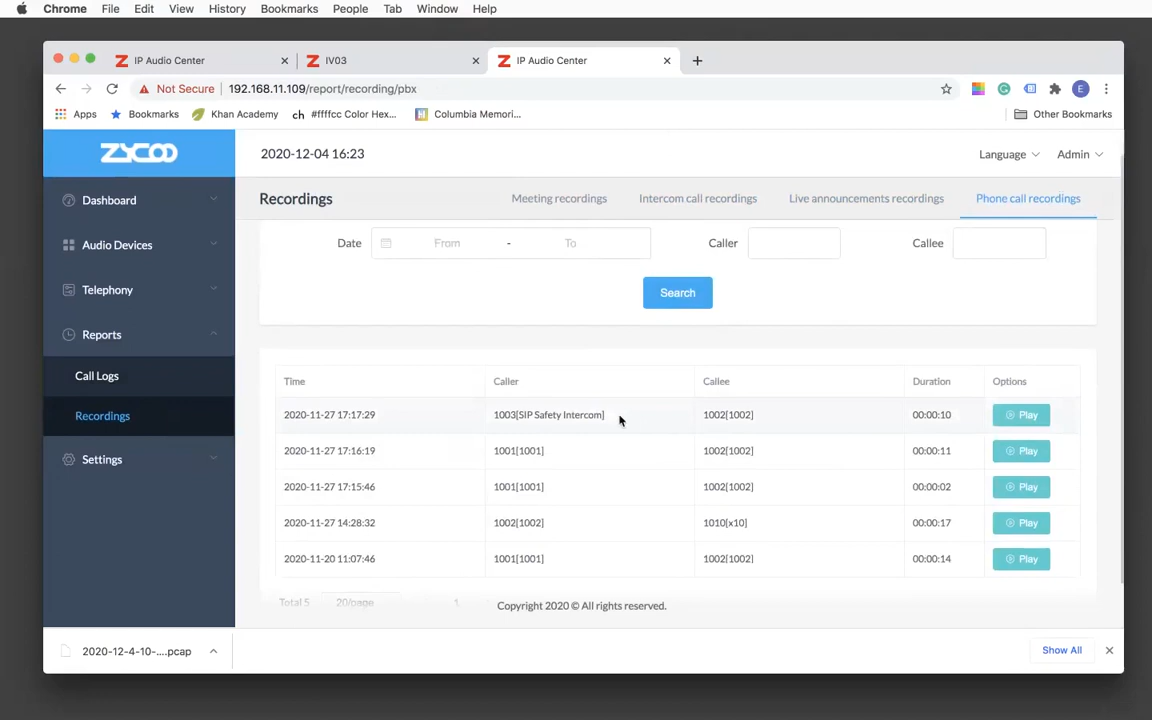 Chrome File Edit View History Bookmarks People Tab Window Help
IP Audio Center IV03 IP Audio Center
Not Secure 192.168.11.109/report/recording/pbx E
Apps Bookmarks Khan Academy ch #ffffcc Color Hex... Columbia Memori... Other Bookmarks
ZYCOO 2020-12-04 16:23 Language Admin
Recordings Meeting recordings Intercom call recordings Live announcements recordings Phone call recordings
Dashboard
Audio Devices
Telephony
Reports
Call Logs
Recordings
Settings
Date From - To Caller Callee
Search
Time Caller Callee Duration Options
2020-11-27 17:17:29 1003[SIP Safety Intercom] 1002[1002] 00:00:10 Play
2020-11-27 17:16:19 1001[1001] 1002[1002] 00:00:11 Play
2020-11-27 17:15:46 1001[1001] 1002[1002] 00:00:02 Play
2020-11-27 14:28:32 1002[1002] 1010[x10] 00:00:17 Play
2020-11-20 11:07:46 1001[1001] 1002[1002] 00:00:14 Play
Total 5 20/page 1
Copyright 2020 © All rights reserved.
2020-12-4-10-....pcap Show All